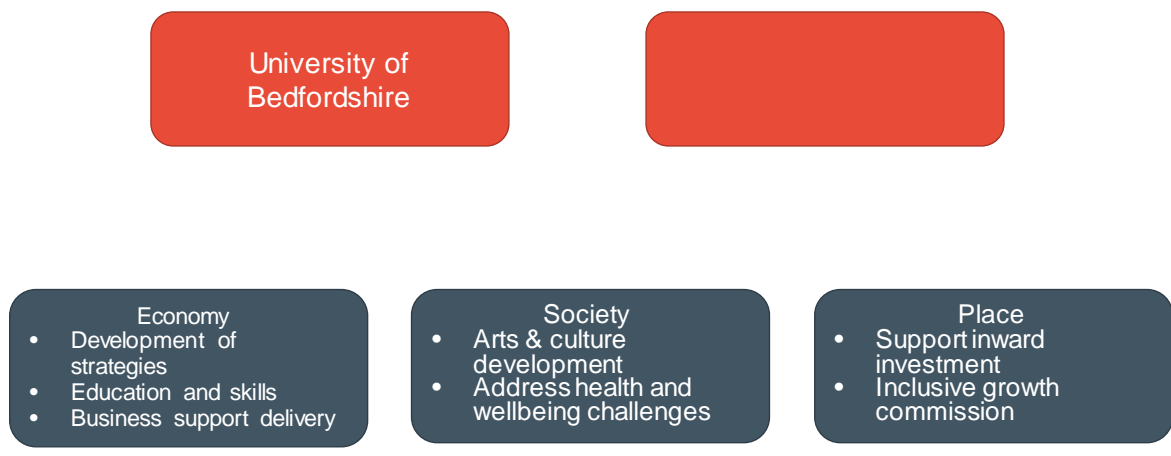 University of
Bedfordshire
Economy
• Development of
strategies
• Education and skills
• Business support delivery
Society
• Arts & culture
development
• Address health and
wellbeing challenges
Place
• Support inward
investment
• Inclusive growth
commission